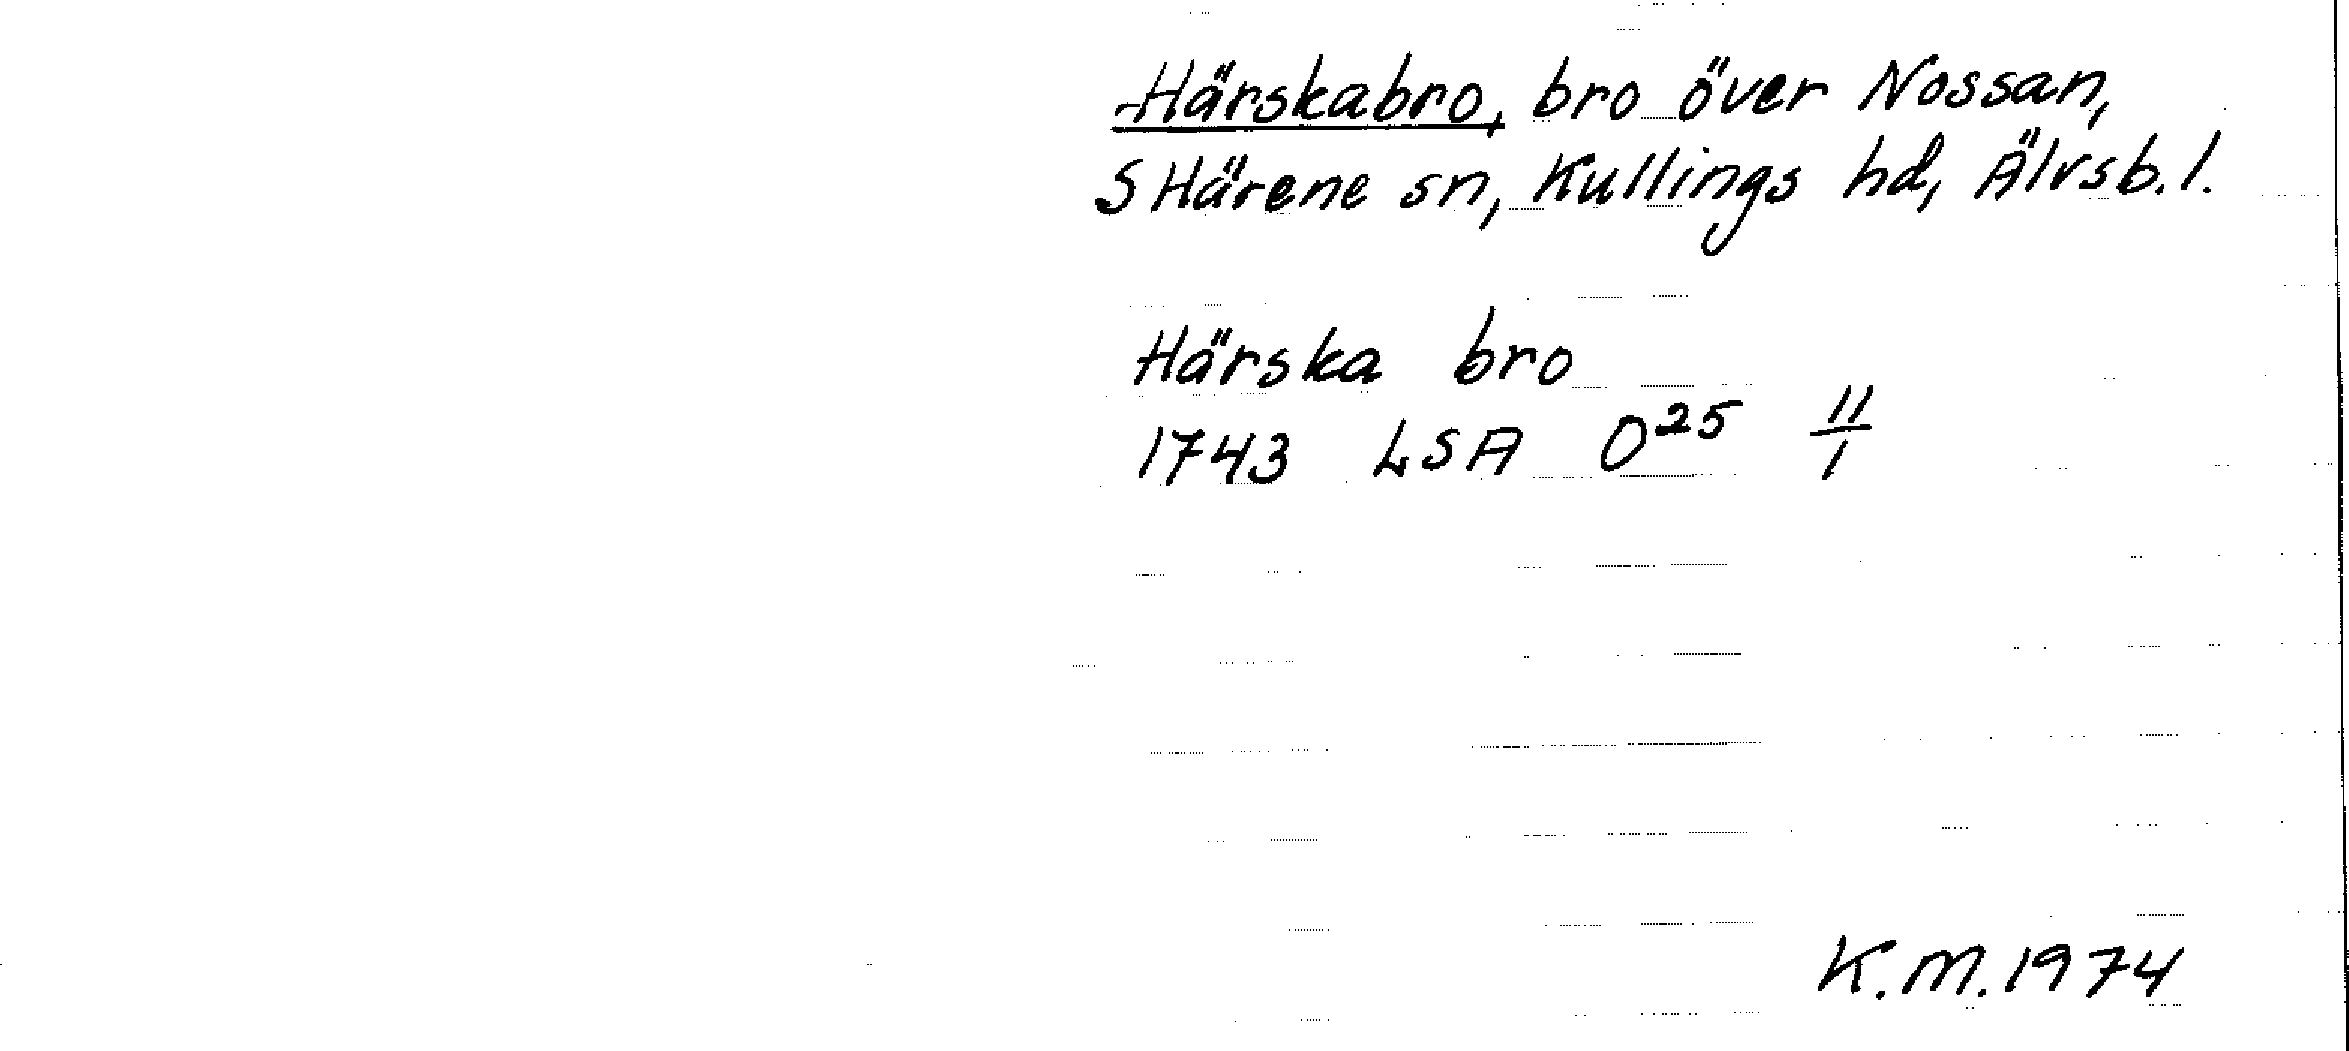 Härskabro, bro över Nossan,
S Härene sn, Kullings hd, Älvsb. l.
Härska bro
1743 LSA O²⁵ 11/1
K.M. 1974